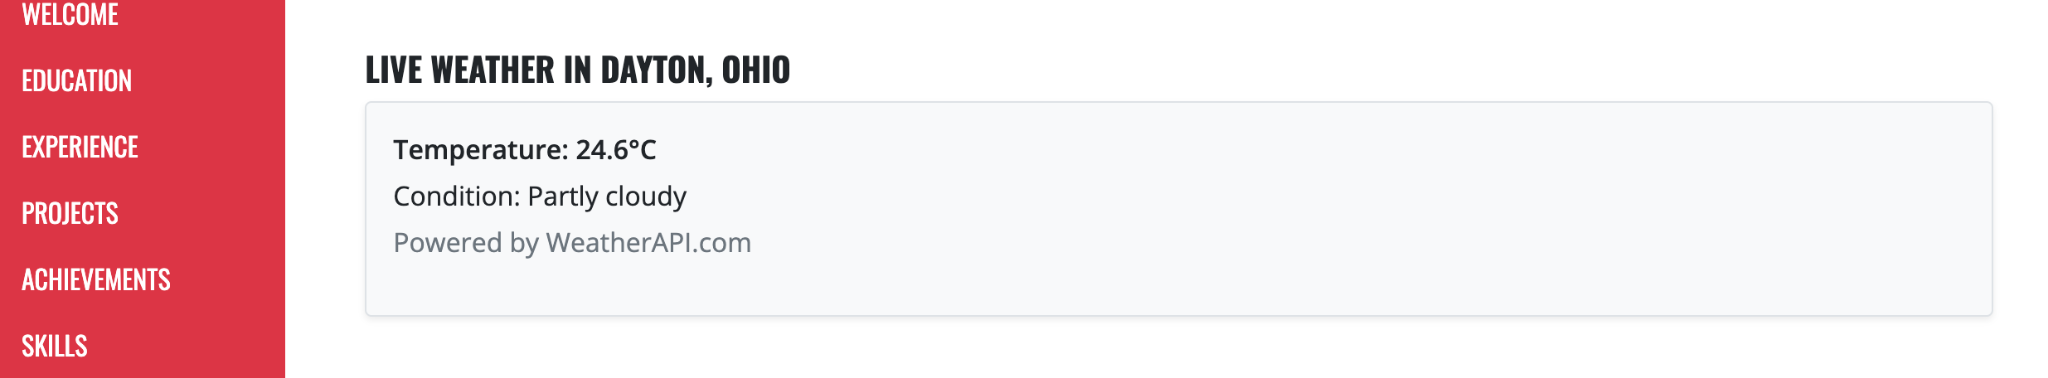 WELCOME
EDUCATION
EXPERIENCE
PROJECTS
ACHIEVEMENTS
SKILLS
LIVE WEATHER IN DAYTON, OHIO
Temperature: 24.6°C
Condition: Partly cloudy
Powered by WeatherAPI.com